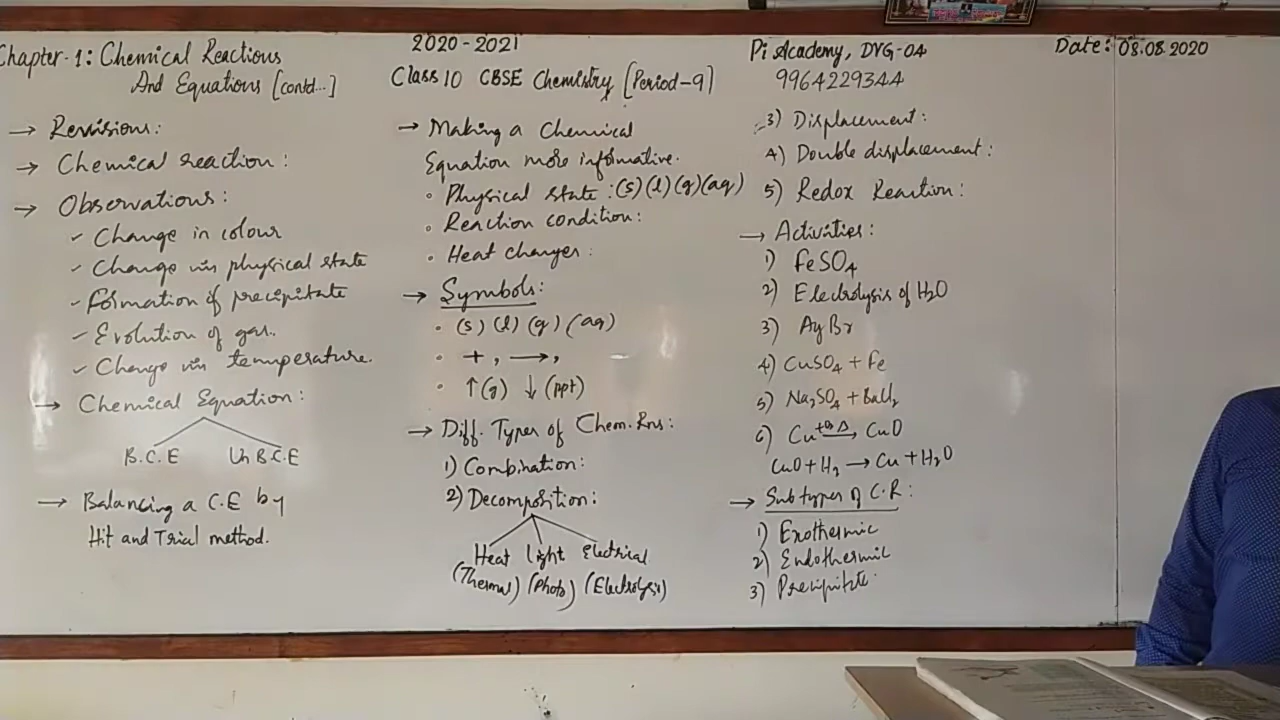 Chapter-1: Chemical Reactions
And Equations [contd...]
→ Revisions:
→ Chemical reaction:
→ Observations:
✓ Change in colour
✓ Change in physical state
✓ Formation of precipitate
✓ Evolution of gas.
✓ Change in temperature.
→ Chemical Equation:
B.C.E UnB.C.E
→ Balancing a C.E by
Hit and Trial method.
2020-2021
Class 10 CBSE Chemistry [Period-9]
→ Making a Chemical
Equation more informative.
• Physical state: (s) (l) (g) (aq)
• Reaction condition:
• Heat changes:
→ Symbols:
• (s) (l) (g) (aq)
• +, →,
• ↑(g) ↓(ppt)
→ Diff. Types of Chem. Rns:
1) Combination:
2) Decomposition:
Heat light Electrical
(Thermal) (Photo) (Electrolysis)
Pi Academy, DVG-04
9964229344
3) Displacement:
4) Double displacement:
5) Redox Reaction:
→ Activities:
1) FeSO4
2) Electrolysis of H2O
3) AgBr
4) CuSO4 + Fe
5) Na2SO4 + BaCl2
6) Cu +O2 Δ → CuO
CuO + H2 → Cu + H2O
→ Subtypes of C.R:
1) Exothermic
2) Endothermic
3) Precipitate
Date: 08.08.2020